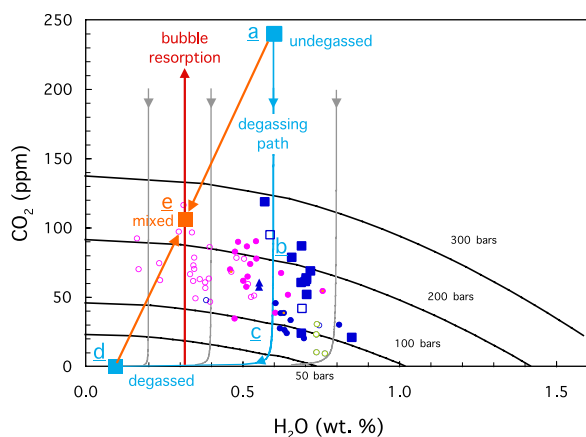 a
undegassed
bubble
resorption
degassing
path
e
mixed
b
c
d
degassed
300 bars
200 bars
100 bars
50 bars
CO2 (ppm)
250
200
150
100
50
0
0.0
0.5
1.0
1.5
H2O (wt. %)